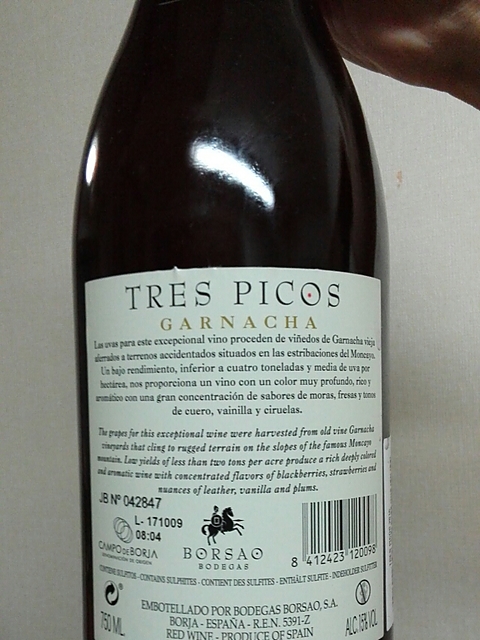 TRES PICOS
GARNACHA
Las uvas para este excepcional vino proceden de viñedos de Garnacha vieja
aferrados a terrenos accidentados situados en las estribaciones del Moncayo.
Un bajo rendimiento, inferior a cuatro toneladas y media de uva por
hectárea, nos proporciona un vino con un color muy profundo, rico y
aromático con una gran concentración de sabores de moras, fresas y tonos
de cuero, vainilla y ciruelas.
The grapes for this exceptional wine were harvested from old vine Garnacha
vineyards that cling to rugged terrain on the slopes of the famous Moncayo
mountain. Low yields of less than two tons per acre produce a rich deeply colored
and aromatic wine with concentrated flavors of blackberries, strawberries and
nuances of leather, vanilla and plums.
JB Nº 042847
L- 171009
08:04
CAMPO DE BORJA
DENOMINACIÓN DE ORIGEN
BORSAO
BODEGAS
8 412423 120098
CONTIENE SULFITOS - CONTAINS SULPHITES - CONTIENT DES SULFITES - ENTHÄLT SULFITE - INDEHOLDER SULFITTER
EMBOTELLADO POR BODEGAS BORSAO, S.A.
BORJA - ESPAÑA - R.E.N. 5391-Z
RED WINE - PRODUCE OF SPAIN
750 ML.
ALC.15% VOL